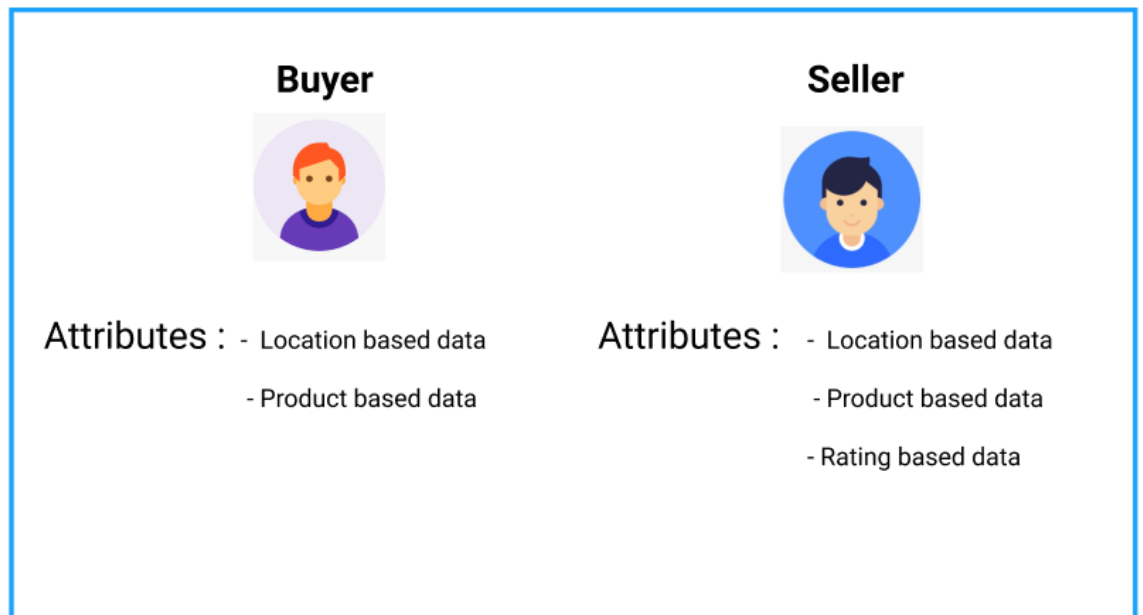 Buyer
Seller
Attributes : - Location based data
- Product based data
Attributes : - Location based data
- Product based data
- Rating based data